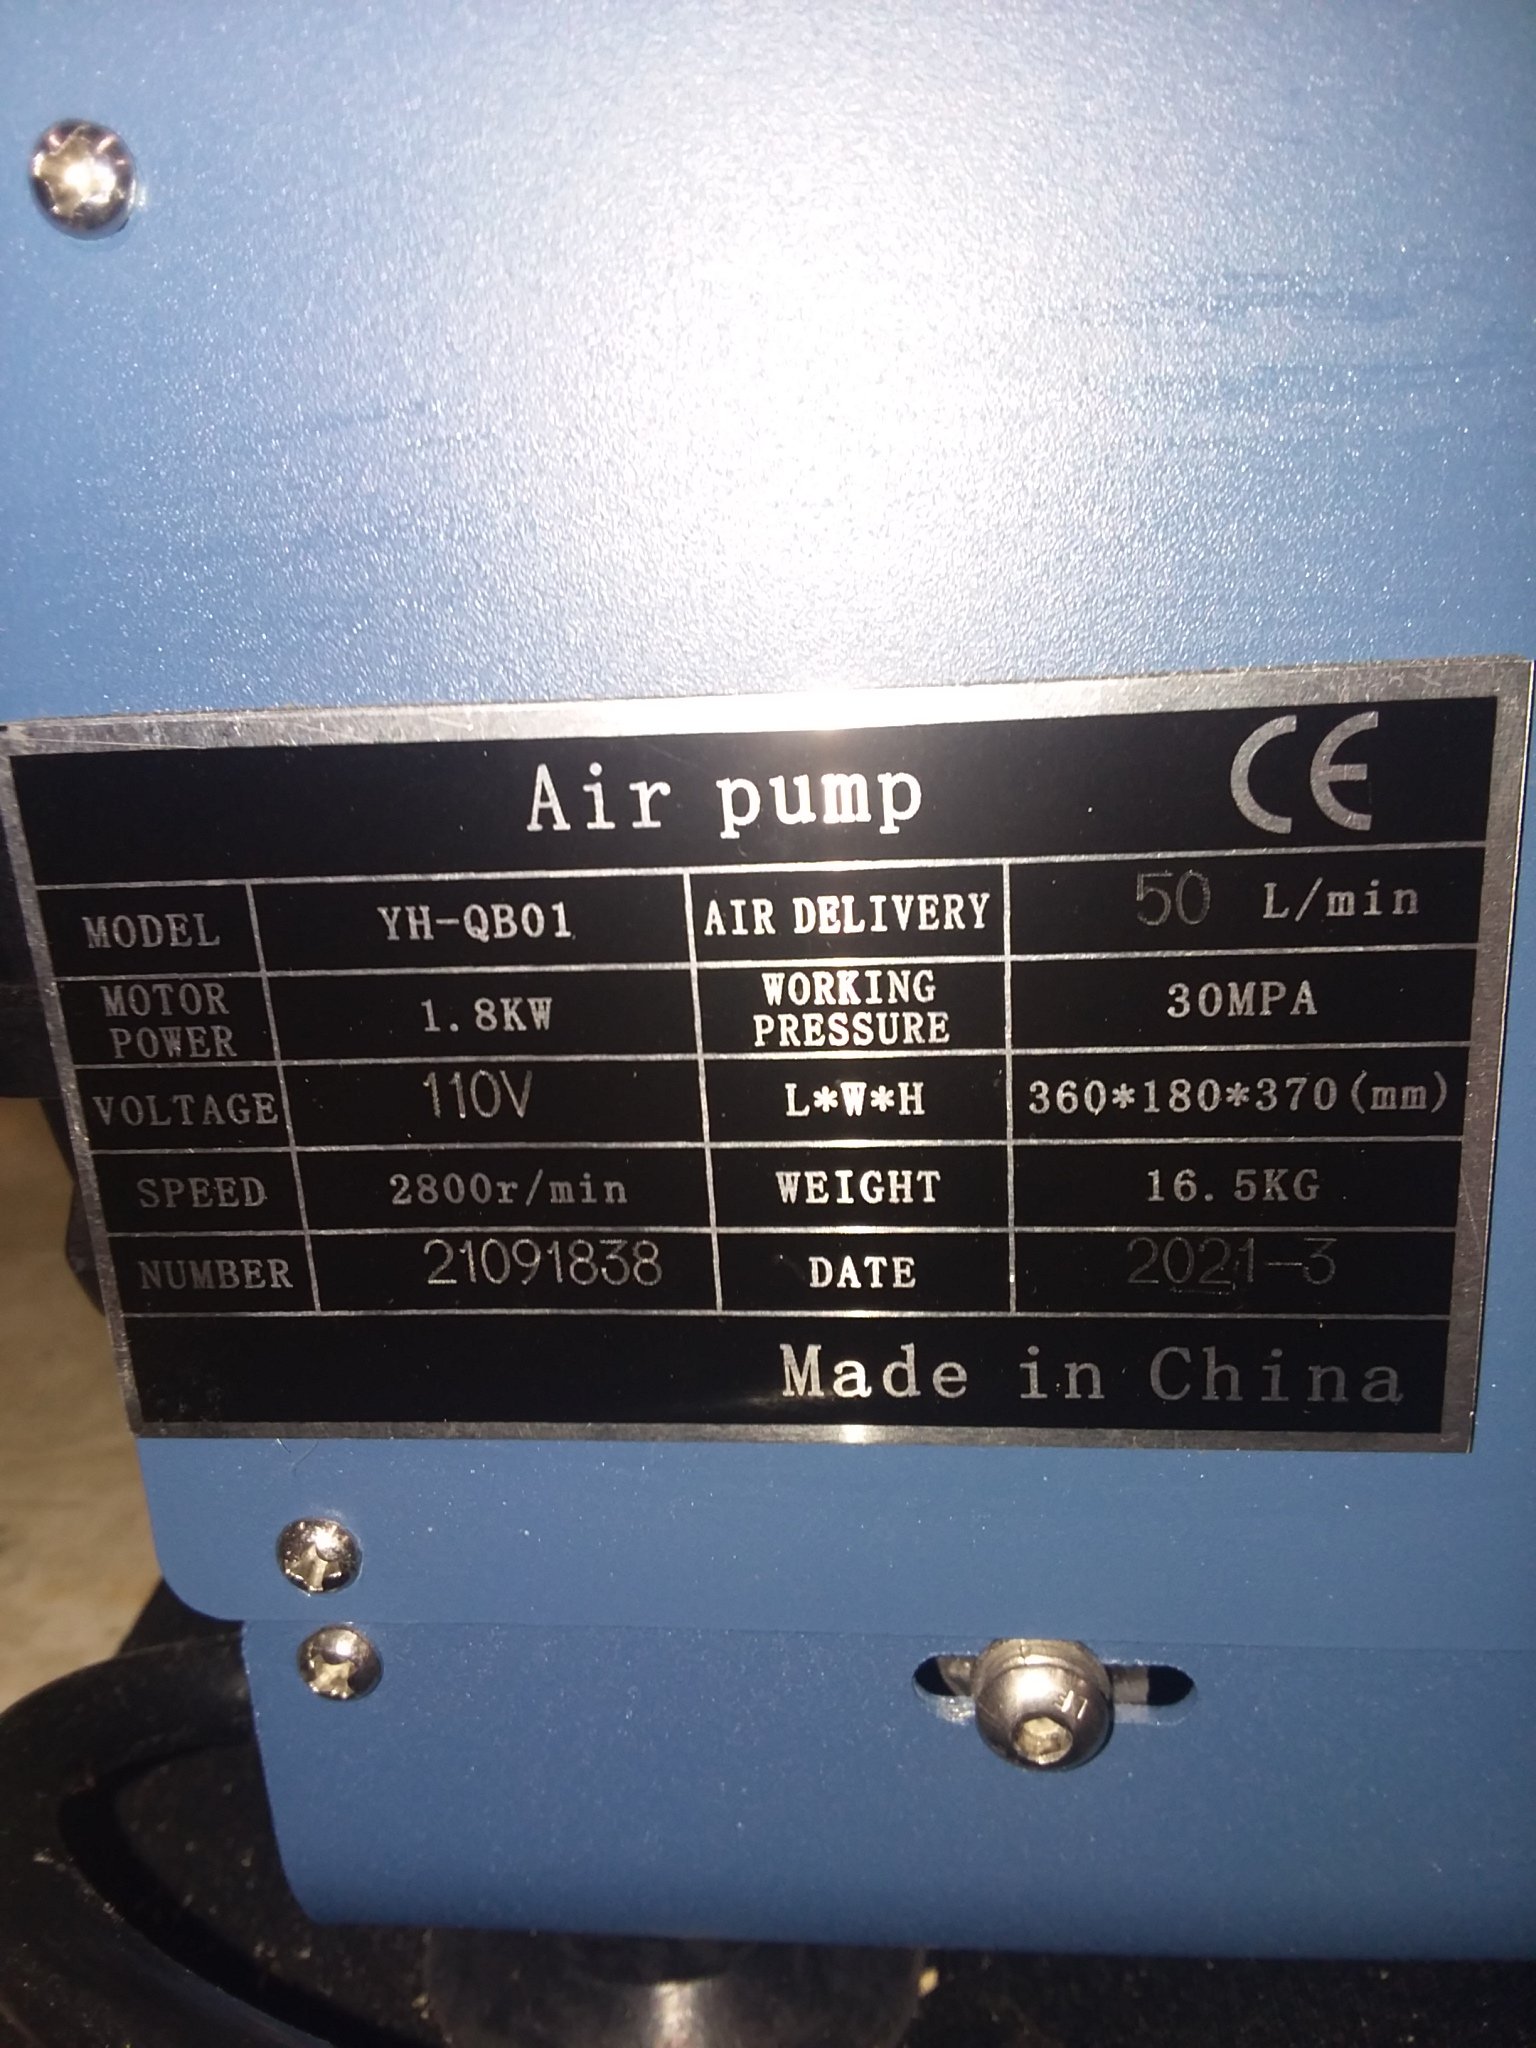 Air pump CE
MODEL YH-QB01 AIR DELIVERY 50 L/min
MOTOR POWER 1.8KW WORKING PRESSURE 30MPA
VOLTAGE 110V L*W*H 360*180*370(mm)
SPEED 2800r/min WEIGHT 16.5KG
NUMBER 21091838 DATE 2021-3
Made in China